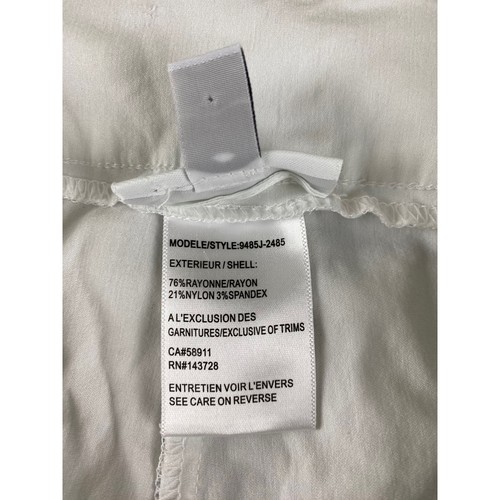 MODELE/STYLE:9485J-2485
EXTERIEUR/SHELL:
76%RAYONNE/RAYON
21%NYLON 3%SPANDEX
A L'EXCLUSION DES
GARNITURES/EXCLUSIVE OF TRIMS
CA#58911
RN#143728
ENTRETIEN VOIR L'ENVERS
SEE CARE ON REVERSE